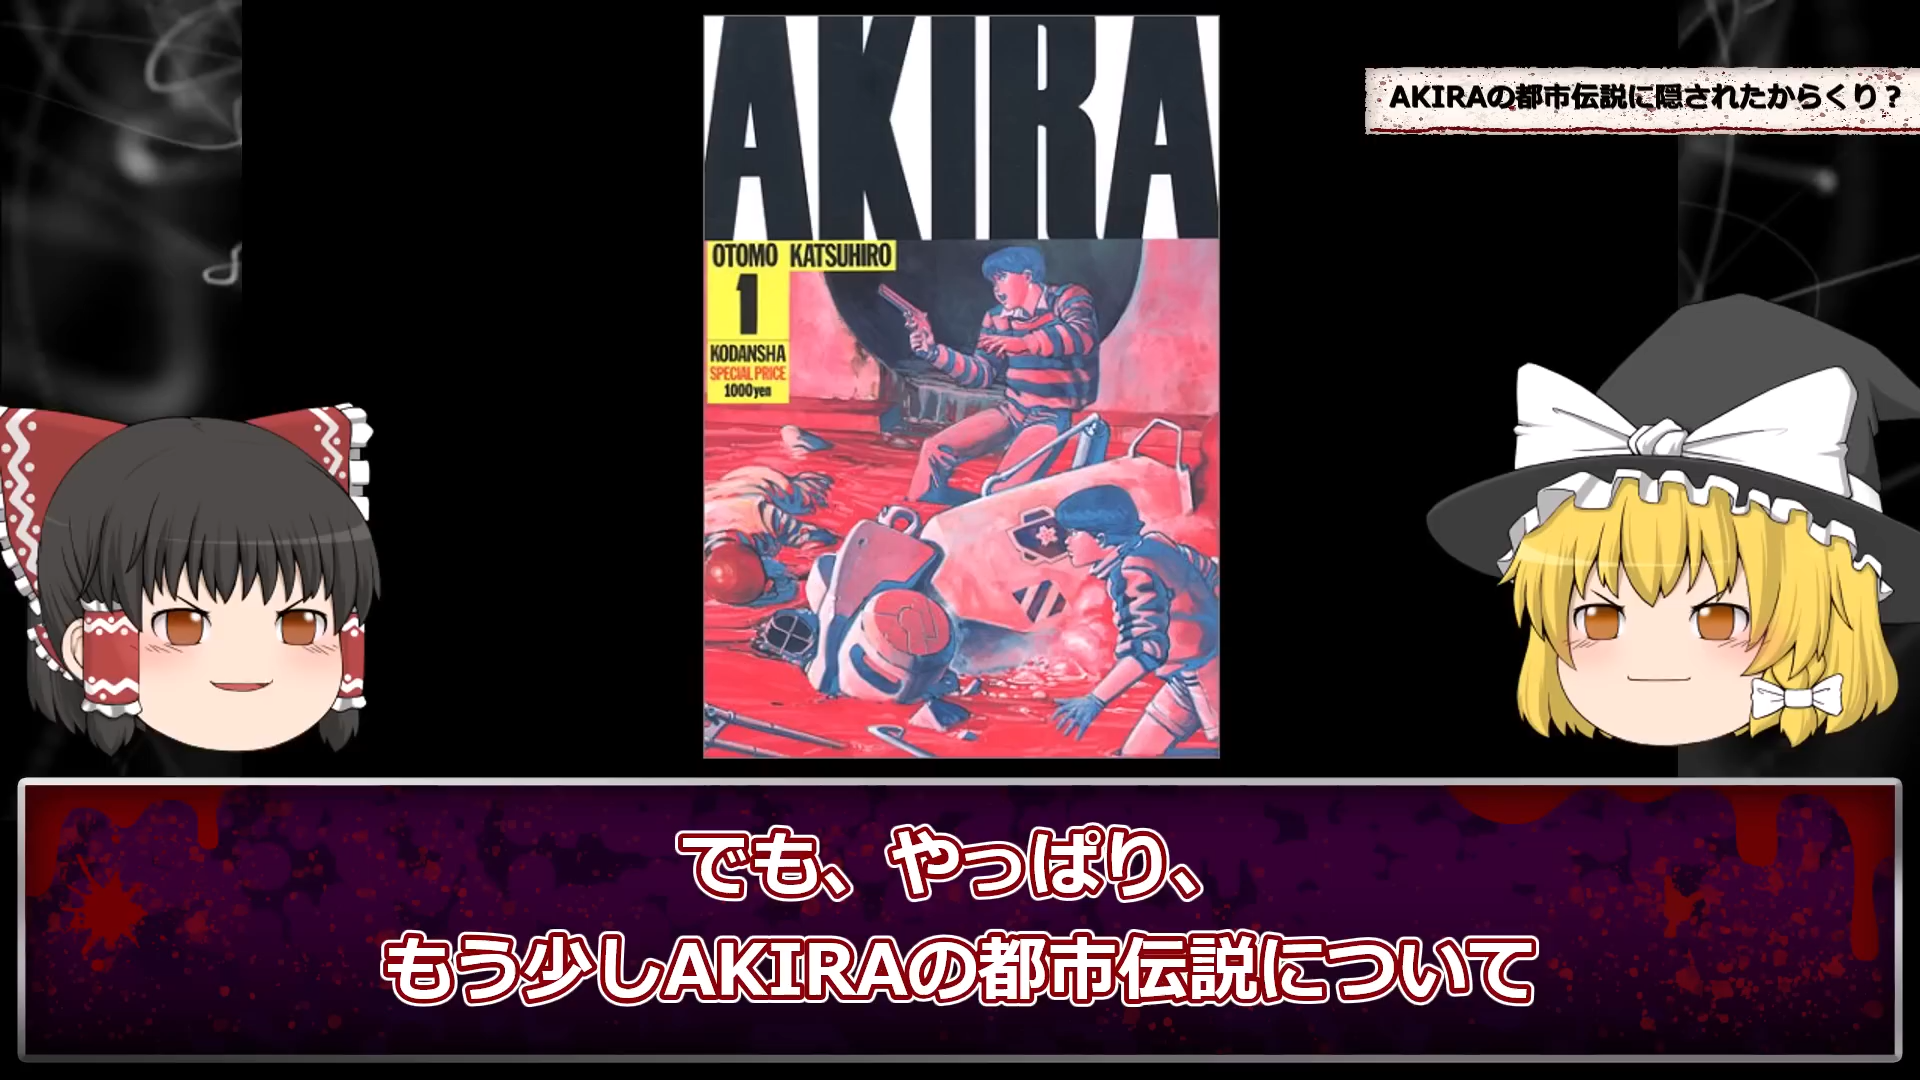 AKIRA
AKIRAの都市伝説に隠されたからくり？
OTOMO KATSUHIRO
1
KODANSHA
SPECIAL PRICE
1000yen
でも、やっぱり、
もう少しAKIRAの都市伝説について